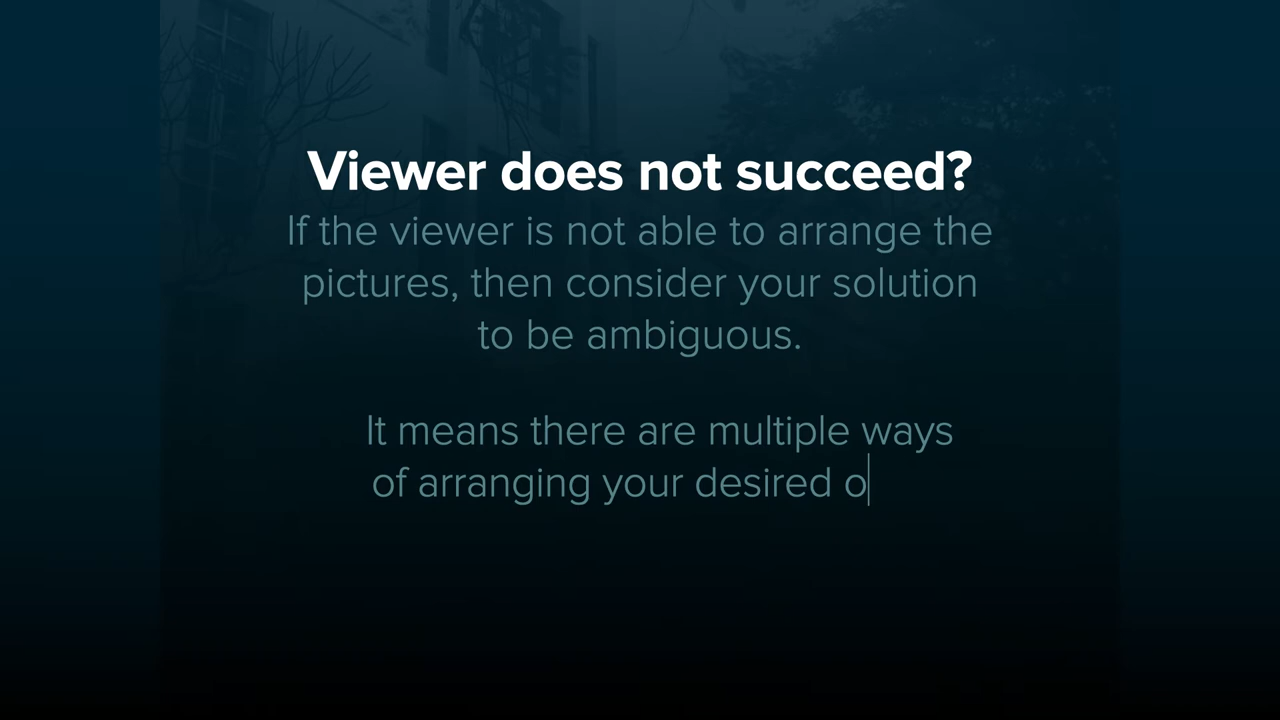 Viewer does not succeed?
If the viewer is not able to arrange the
pictures, then consider your solution
to be ambiguous.
It means there are multiple ways
of arranging your desired o